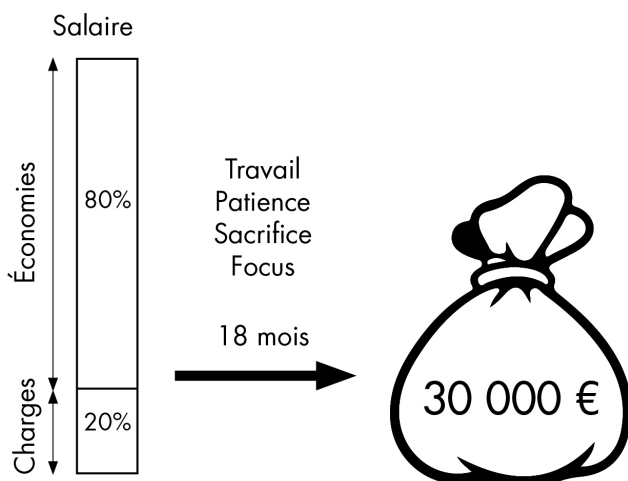 Salaire
Économies
80%
Charges
20%
Travail
Patience
Sacrifice
Focus
18 mois
30 000 €